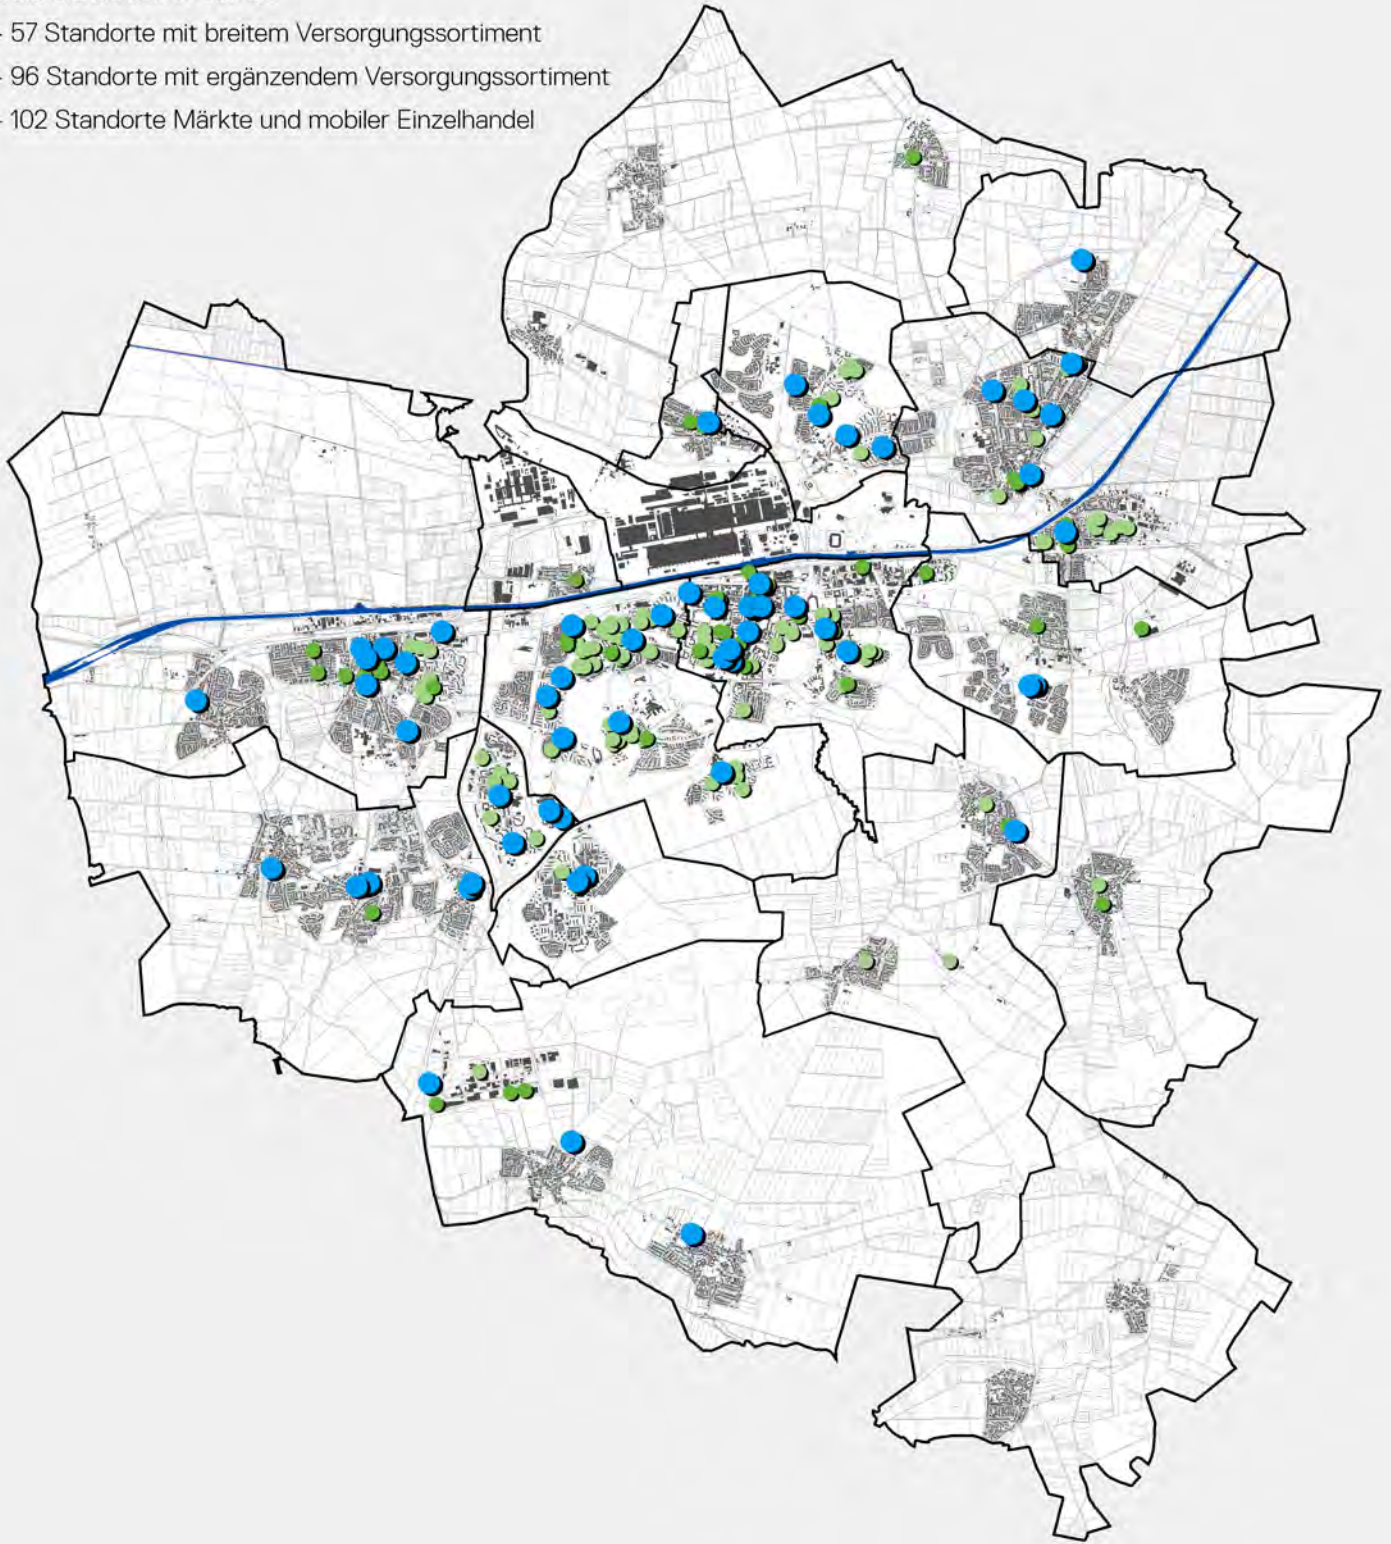 - 57 Standorte mit breitem Versorgungssortiment
- 96 Standorte mit ergänzendem Versorgungssortiment
- 102 Standorte Märkte und mobiler Einzelhandel